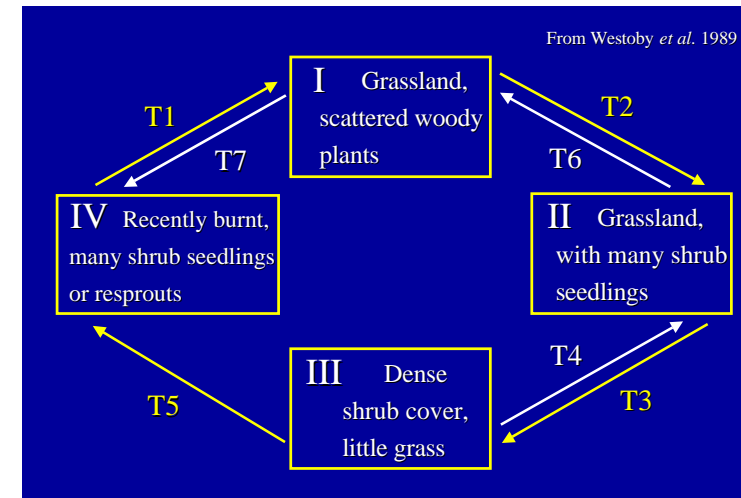 From Westoby et al. 1989
I Grassland,
scattered woody
plants
T1
T2
T7
T6
IV Recently burnt,
many shrub seedlings
or resprouts
II Grassland,
with many shrub
seedlings
III Dense
shrub cover,
little grass
T4
T5
T3